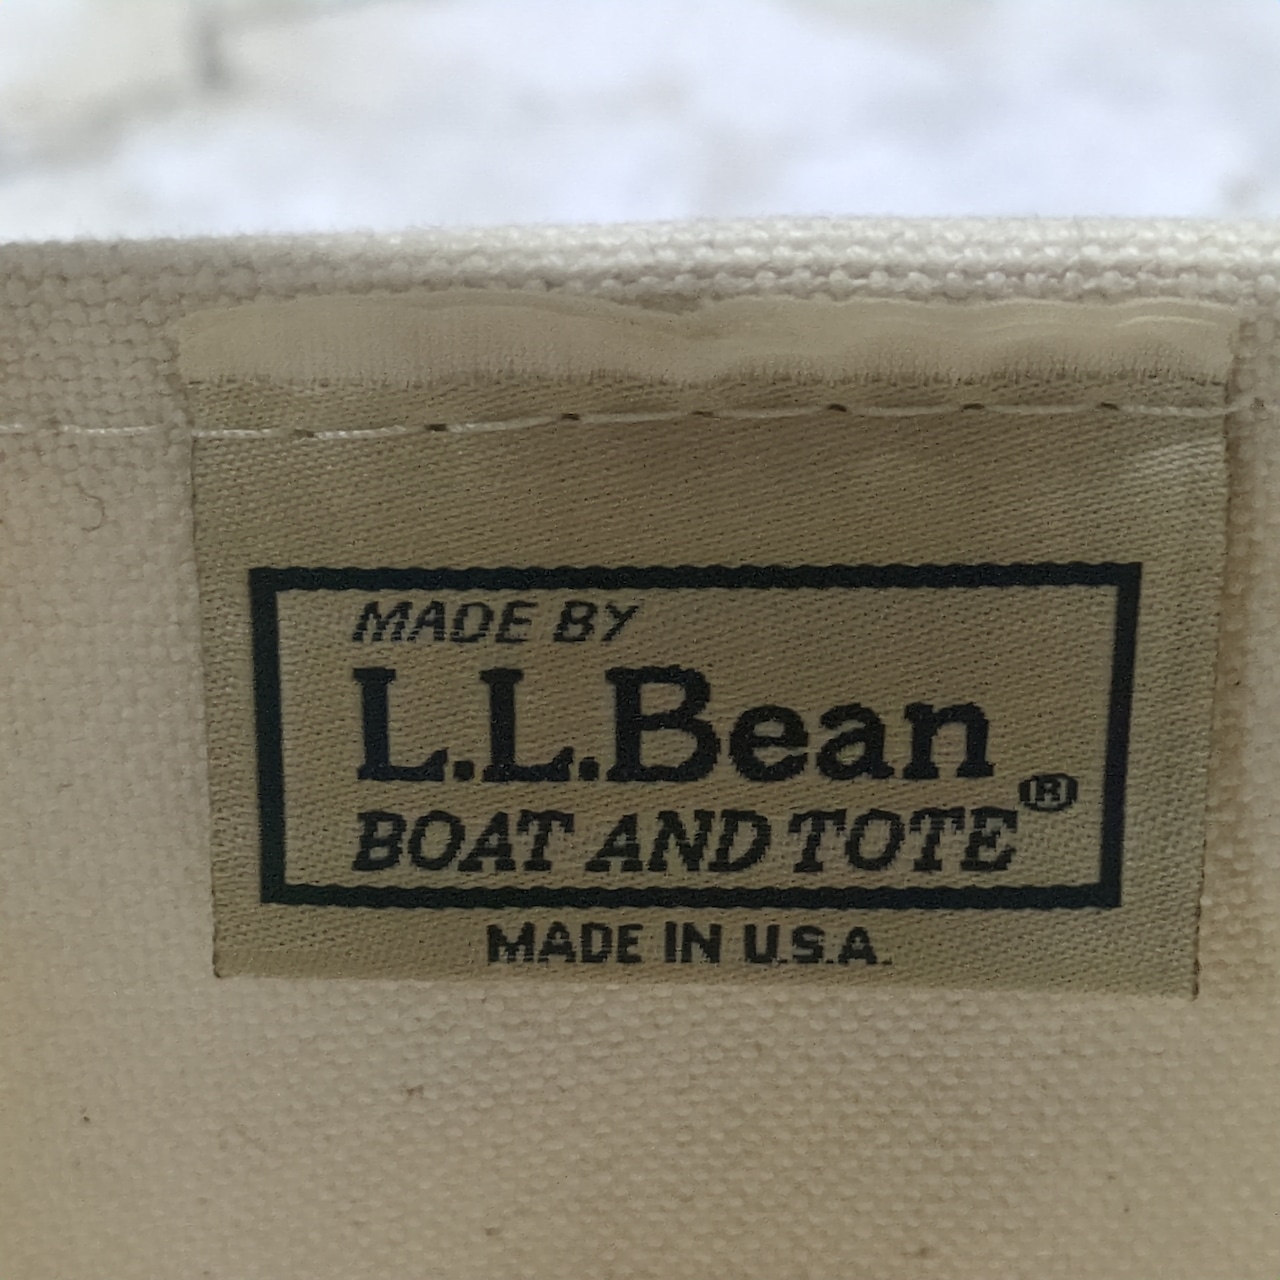 MADE BY
L.L.Bean
BOAT AND TOTE®
MADE IN U.S.A.